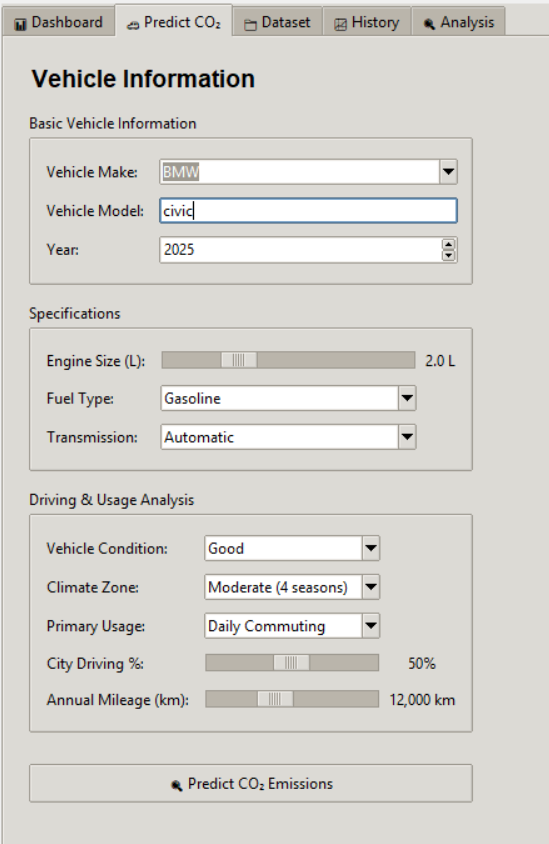 Dashboard Predict CO₂ Dataset History Analysis
Vehicle Information
Basic Vehicle Information
Vehicle Make: BMW
Vehicle Model: civic
Year: 2025
Specifications
Engine Size (L): 2.0 L
Fuel Type: Gasoline
Transmission: Automatic
Driving & Usage Analysis
Vehicle Condition: Good
Climate Zone: Moderate (4 seasons)
Primary Usage: Daily Commuting
City Driving %: 50%
Annual Mileage (km): 12,000 km
Predict CO₂ Emissions